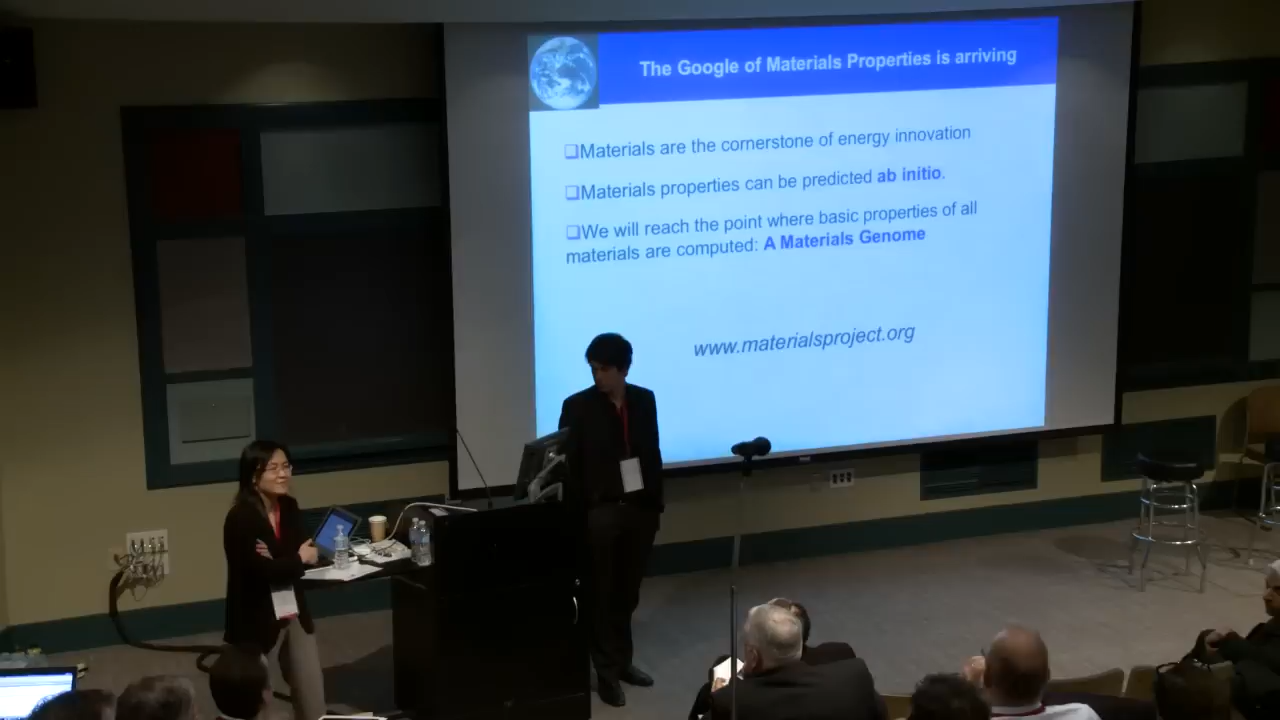 The Google of Materials Properties is arriving
❑Materials are the cornerstone of energy innovation
❑Materials properties can be predicted ab initio.
❑We will reach the point where basic properties of all
materials are computed: A Materials Genome
www.materialsproject.org